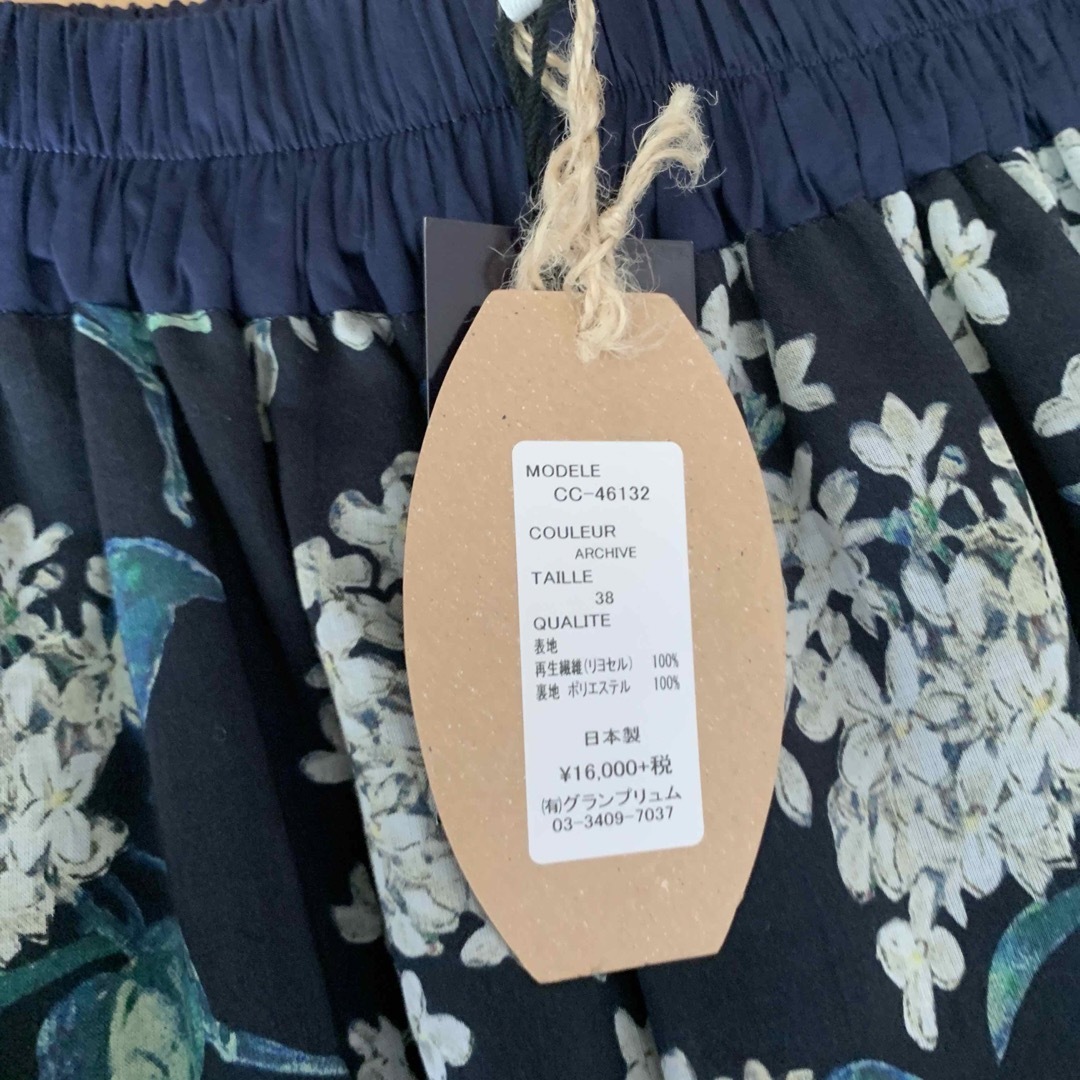 MODELE
CC-46132
COULEUR
ARCHIVE
TAILLE
38
QUALITE
表地
再生繊維(リヨセル) 100%
裏地 ポリエステル 100%
日本製
¥16,000+税
(有)グランプリュム
03-3409-7037